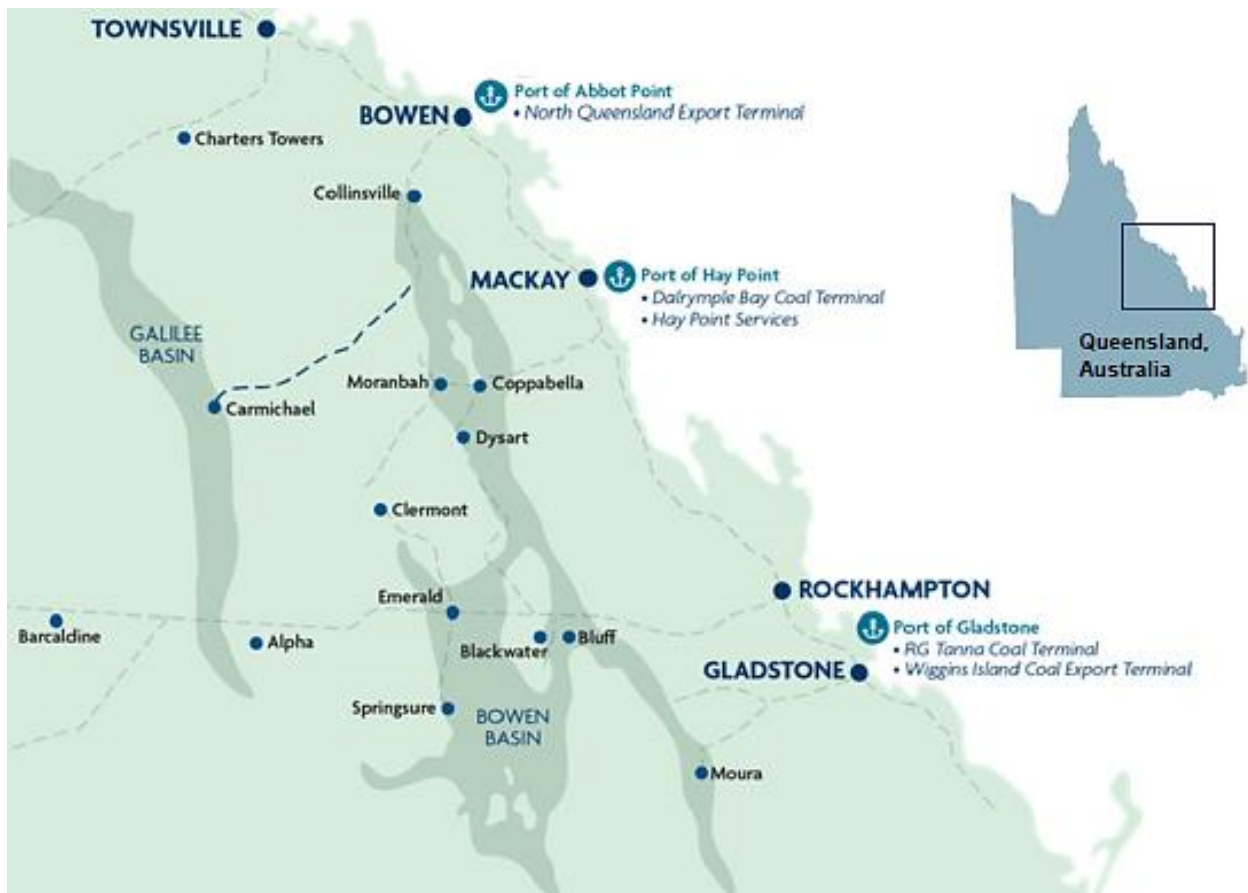 TOWNSVILLE
Port of Abbot Point
• North Queensland Export Terminal
BOWEN
Charters Towers
Collinsville
MACKAY
Port of Hay Point
• Dalrymple Bay Coal Terminal
• Hay Point Services
Queensland,
Australia
GALILEE
BASIN
Moranbah
Coppabella
Carmichael
Dysart
Clermont
ROCKHAMPTON
Emerald
Port of Gladstone
• RG Tanna Coal Terminal
• Wiggins Island Coal Export Terminal
Barcaldine
Alpha
Blackwater
Bluff
GLADSTONE
Springsure
BOWEN
BASIN
Moura